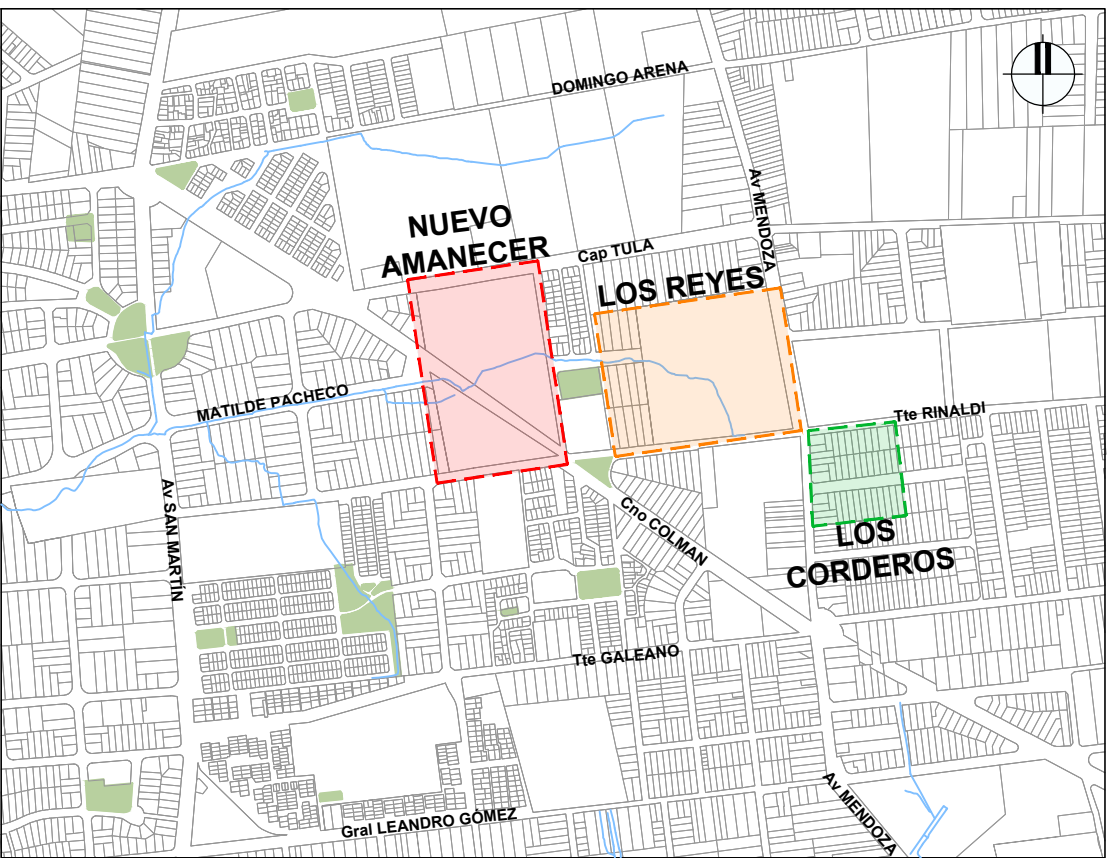 DOMINGO ARENA
Av MENDOZA
NUEVO
AMANECER
Cap TULA
LOS REYES
MATILDE PACHECO
Tte RINALDI
Av SAN MARTÍN
Cno COLMAN
LOS
CORDEROS
Tte GALEANO
Av MENDOZA
Gral LEANDRO GÓMEZ